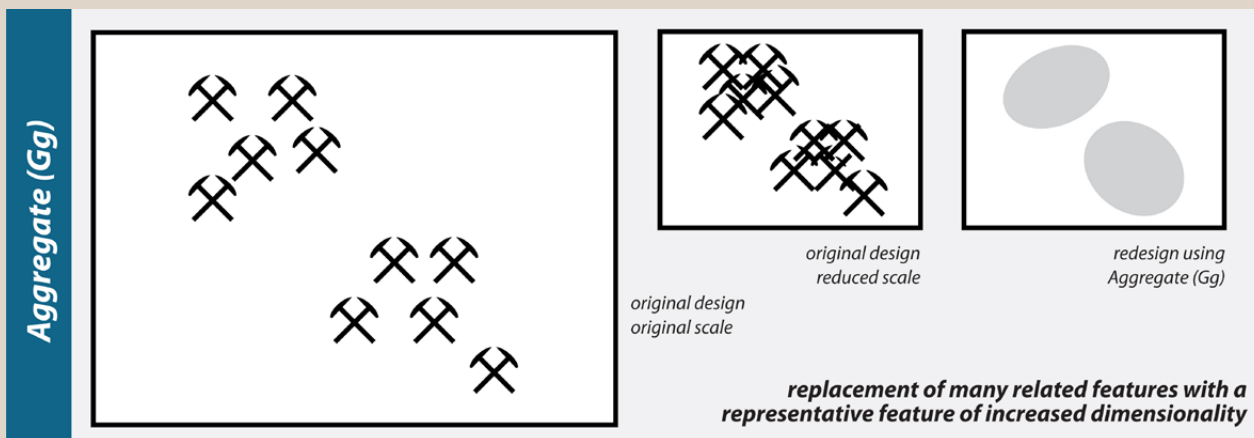 Aggregate (Gg)
original design
original scale
original design
reduced scale
redesign using
Aggregate (Gg)
replacement of many related features with a
representative feature of increased dimensionality